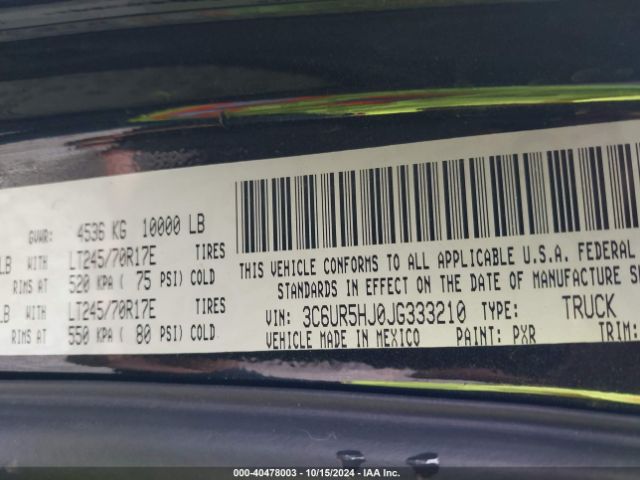 GVWR: 4536 KG 10000 LB
LB WITH LT245/70R17E TIRES
RIMS AT 520 KPA ( 75 PSI) COLD
LB WITH LT245/70R17E TIRES
RIMS AT 550 KPA ( 80 PSI) COLD
THIS VEHICLE CONFORMS TO ALL APPLICABLE U.S.A. FEDERAL
STANDARDS IN EFFECT ON THE DATE OF MANUFACTURE S
VIN: 3C6UR5HJ0JG333210 TYPE: TRUCK
VEHICLE MADE IN MEXICO PAINT: PXR TRIM:
00-40478003 - 10/15/2024 - IAA Inc.